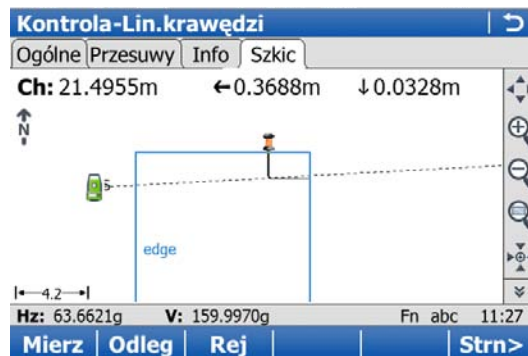 Kontrola-Lin.krawędzi
Ogólne Przesuwy Info Szkic
Ch: 21.4955m ←0.3688m ↓0.0328m
N
edge
4.2
Hz: 63.6621g V: 159.9970g Fn abc 11:27
Mierz Odleg Rej Strn>